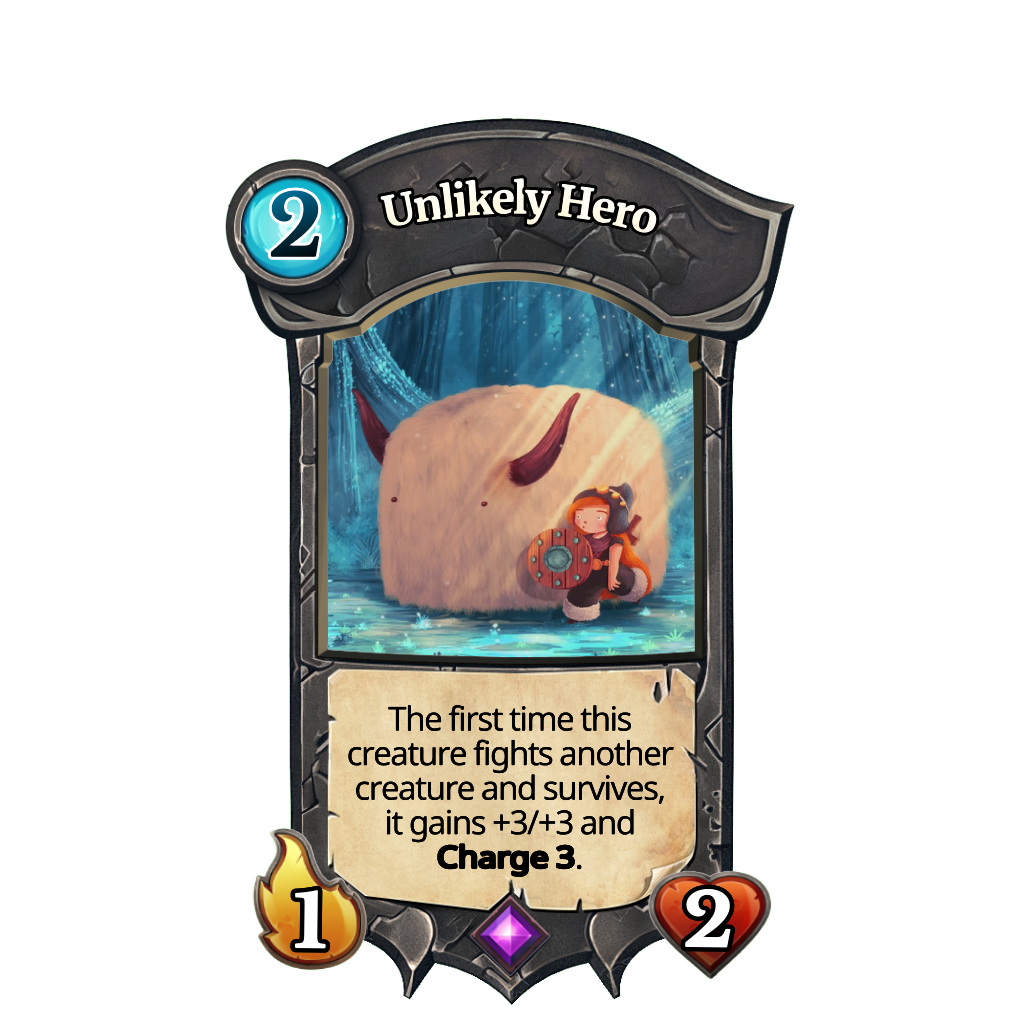 2
Unlikely Hero
The first time this
creature fights another
creature and survives,
it gains +3/+3 and
Charge 3.
1
2